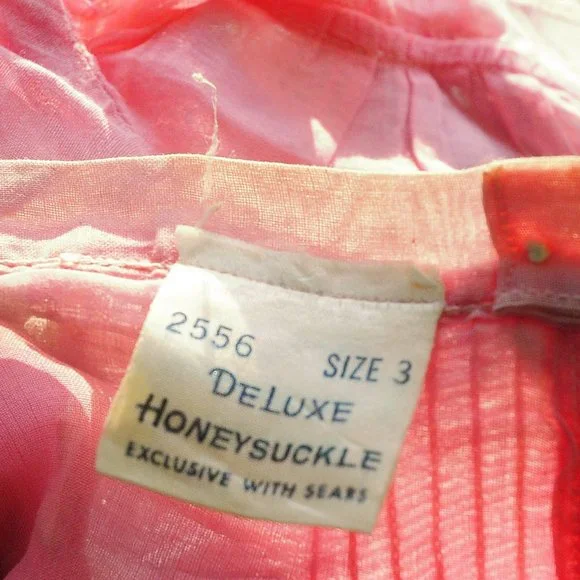 2556 SIZE 3
DELUXE
HONEYSUCKLE
EXCLUSIVE WITH SEARS